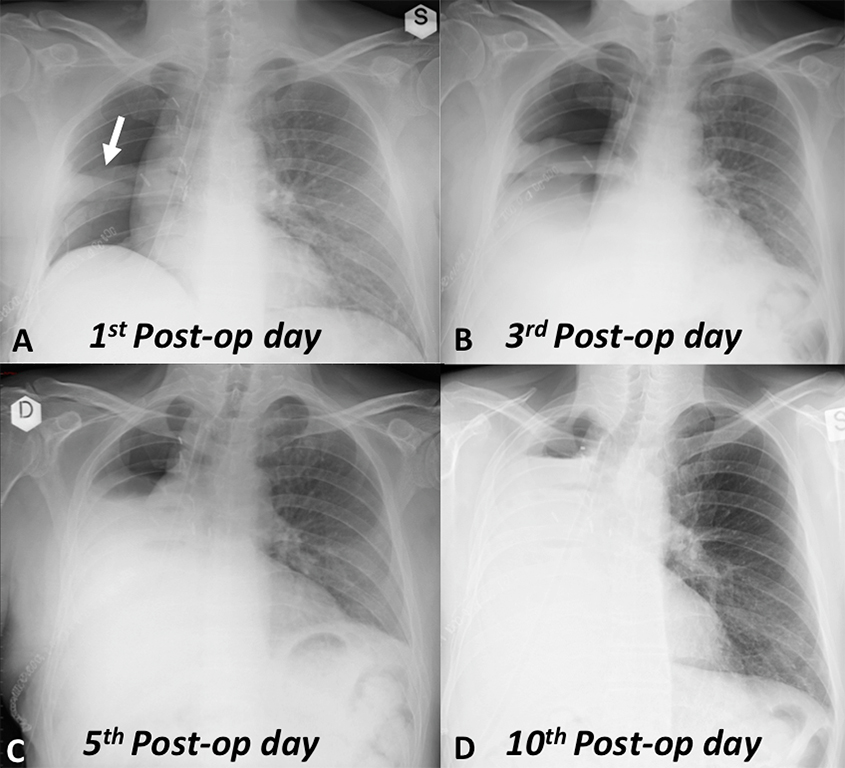 S
A 1st Post-op day
B 3rd Post-op day
D
S
C 5th Post-op day
D 10th Post-op day